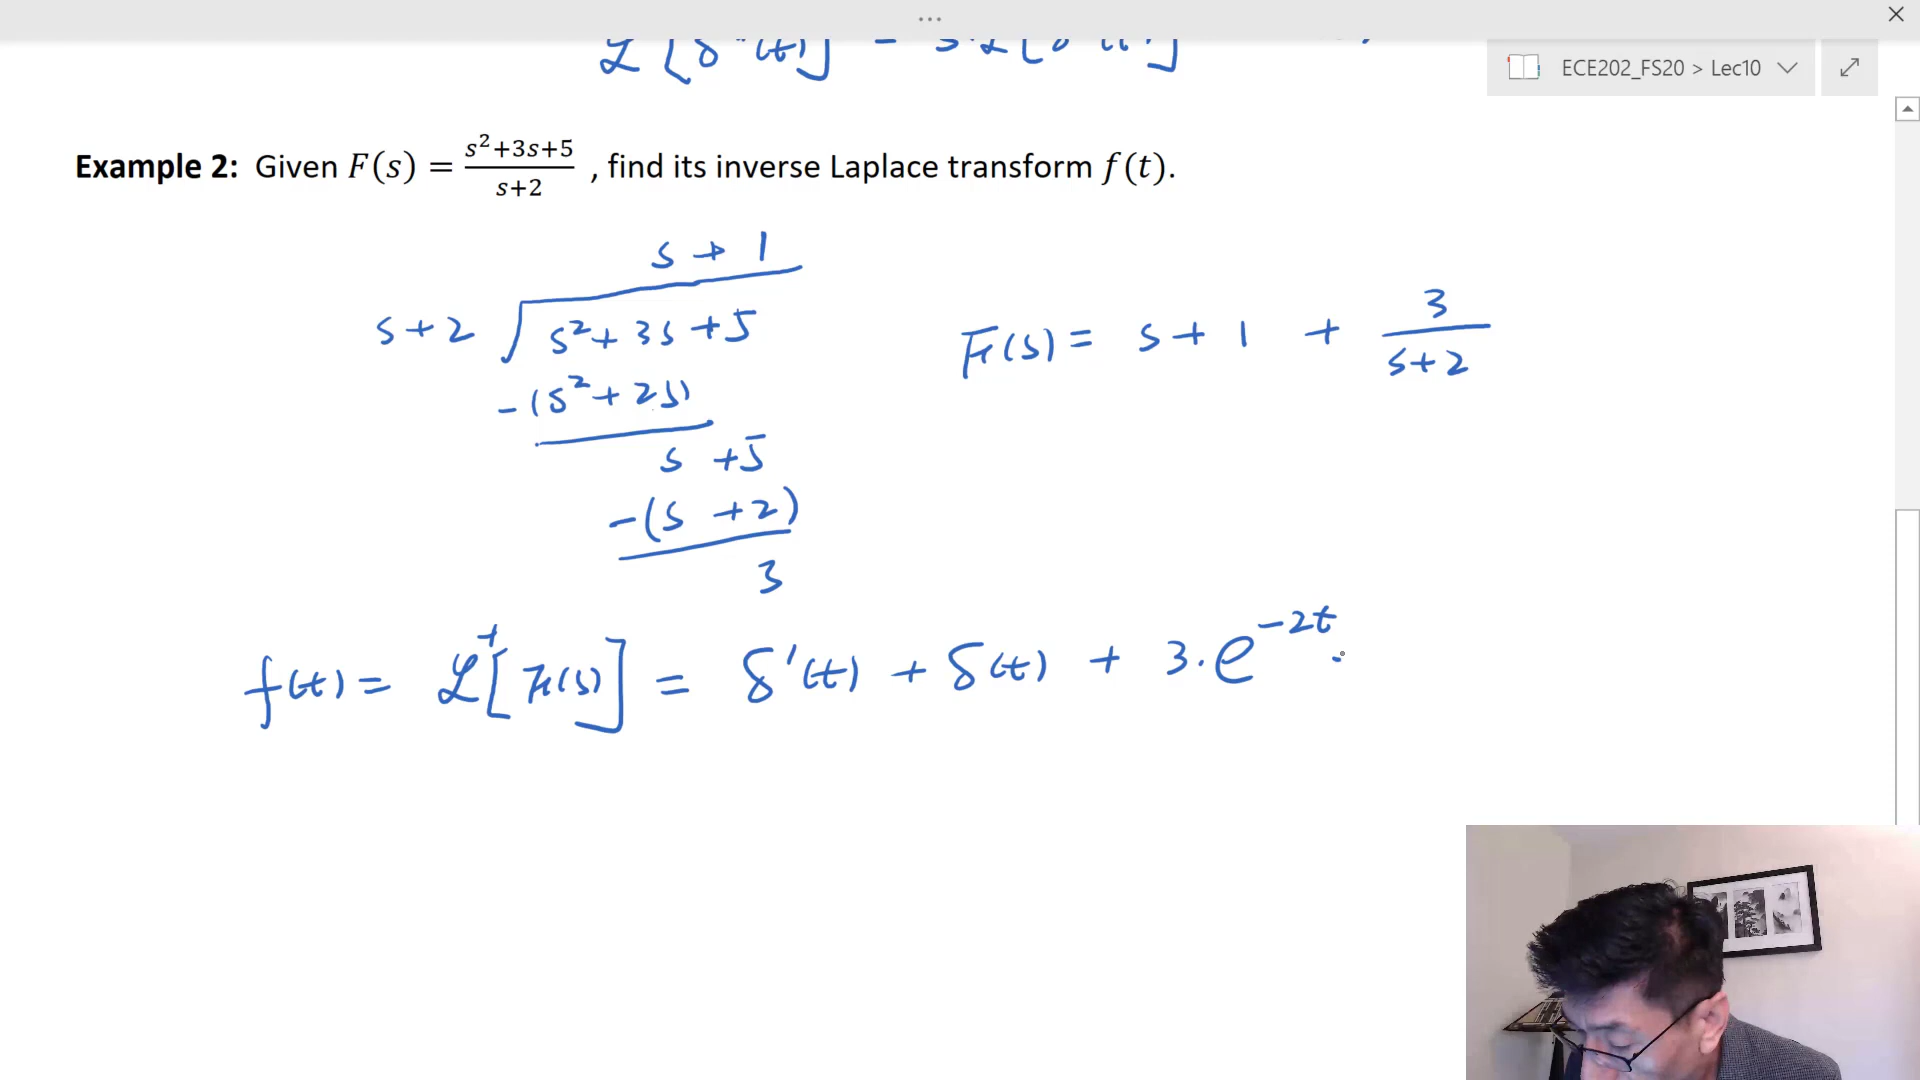 ℒ[δ"(t)] = s·ℒ[δ'(t)]
ECE202_FS20 > Lec10
Example 2: Given F(s) = (s²+3s+5)/(s+2) , find its inverse Laplace transform f(t).
s + 1
s+2 √ s² + 3s + 5
-(s² + 2s)
s + 5
-(s + 2)
3
F(s) = s + 1 + 3/(s+2)
f(t) = ℒ⁻¹[F(s)] = δ'(t) + δ(t) + 3·e^(-2t) ·